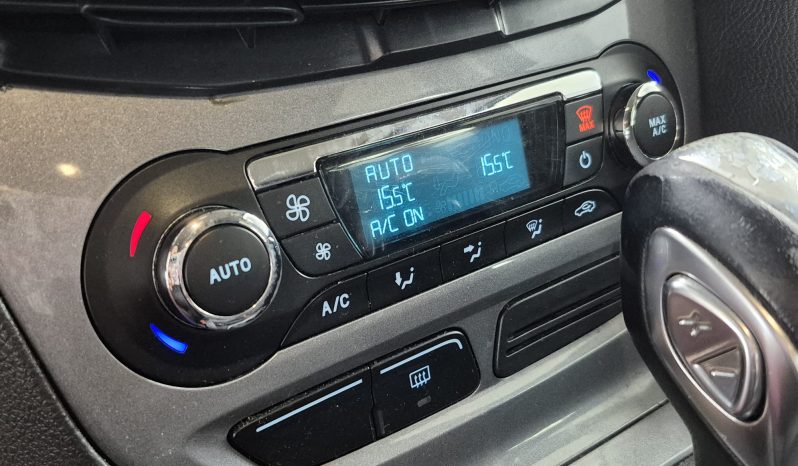 AUTO 15.5°C
15.5°C
A/C ON
MAX
MAX
A/C
AUTO
A/C